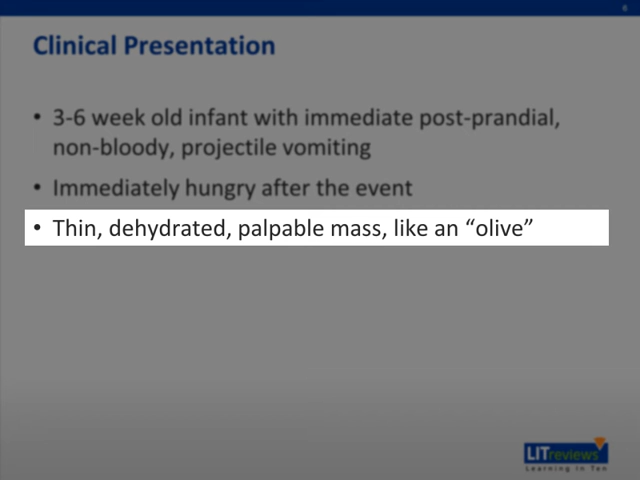 6
Clinical Presentation
• 3-6 week old infant with immediate post-prandial,
non-bloody, projectile vomiting
• Immediately hungry after the event
• Thin, dehydrated, palpable mass, like an “olive”
LITreviews
Learning In Ten